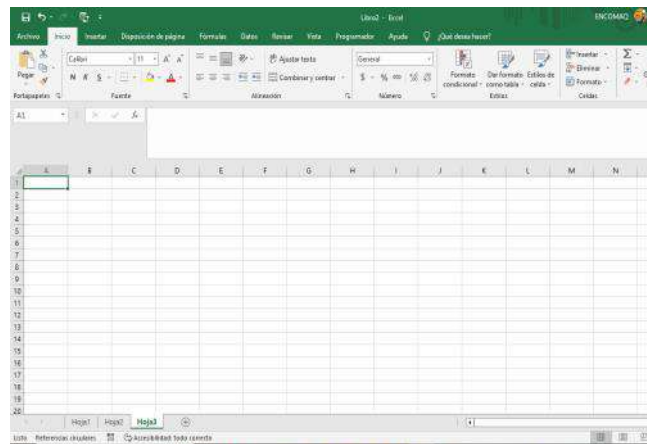 Libro2 - Excel
ENCOMAQ
Archivo Inicio Insertar Disposición de página Fórmulas Datos Revisar Vista Programador Ayuda ¿Qué desea hacer?
Calibri 11 A A Ajustar texto General Insertar Σ
Pegar N K S A Combinar y centrar $ % 000 Formato condicional Dar formato como tabla Estilos de celda Eliminar
Formato
Portapapeles Fuente Alineación Número Estilos Celdas
A1 fx
A B C D E F G H I J K L M N
1
2
3
4
5
6
7
8
9
10
11
12
13
14
15
16
17
18
19
20
Hoja1 Hoja2 Hoja3
Listo Referencias circulares Accesibilidad: todo correcto